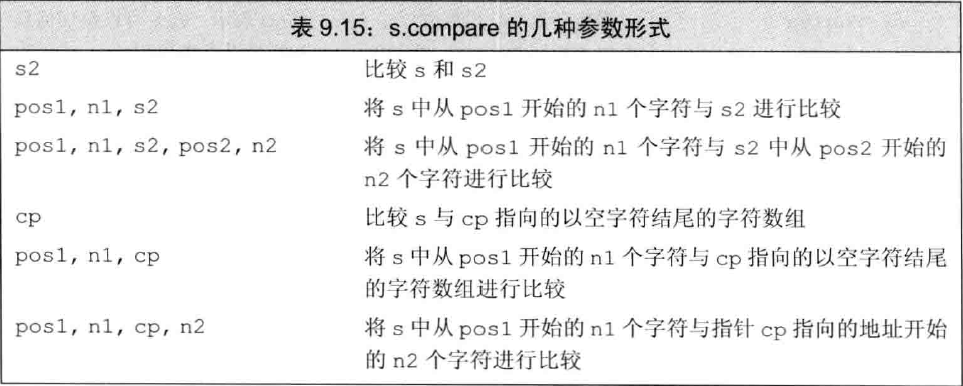 表 9.15：s.compare 的几种参数形式
s2 比较 s 和 s2
pos1, n1, s2 将 s 中从 pos1 开始的 n1 个字符与 s2 进行比较
pos1, n1, s2, pos2, n2 将 s 中从 pos1 开始的 n1 个字符与 s2 中从 pos2 开始的
n2 个字符进行比较
cp 比较 s 与 cp 指向的以空字符结尾的字符数组
pos1, n1, cp 将 s 中从 pos1 开始的 n1 个字符与 cp 指向的以空字符结尾
的字符数组进行比较
pos1, n1, cp, n2 将 s 中从 pos1 开始的 n1 个字符与指针 cp 指向的地址开始
的 n2 个字符进行比较